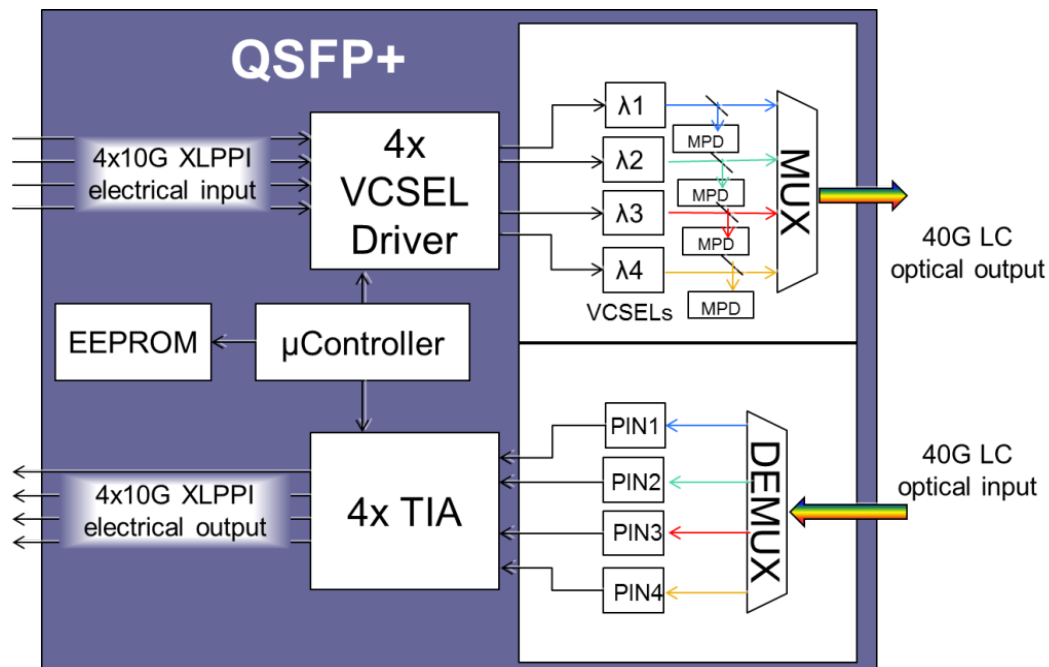 QSFP+
4x10G XLPPI
electrical input
4x
VCSEL
Driver
λ1
MPD
λ2
MPD
λ3
MPD
λ4
MPD
VCSELs
MUX
40G LC
optical output
EEPROM
µController
4x10G XLPPI
electrical output
4x TIA
PIN1
PIN2
PIN3
PIN4
DEMUX
40G LC
optical input